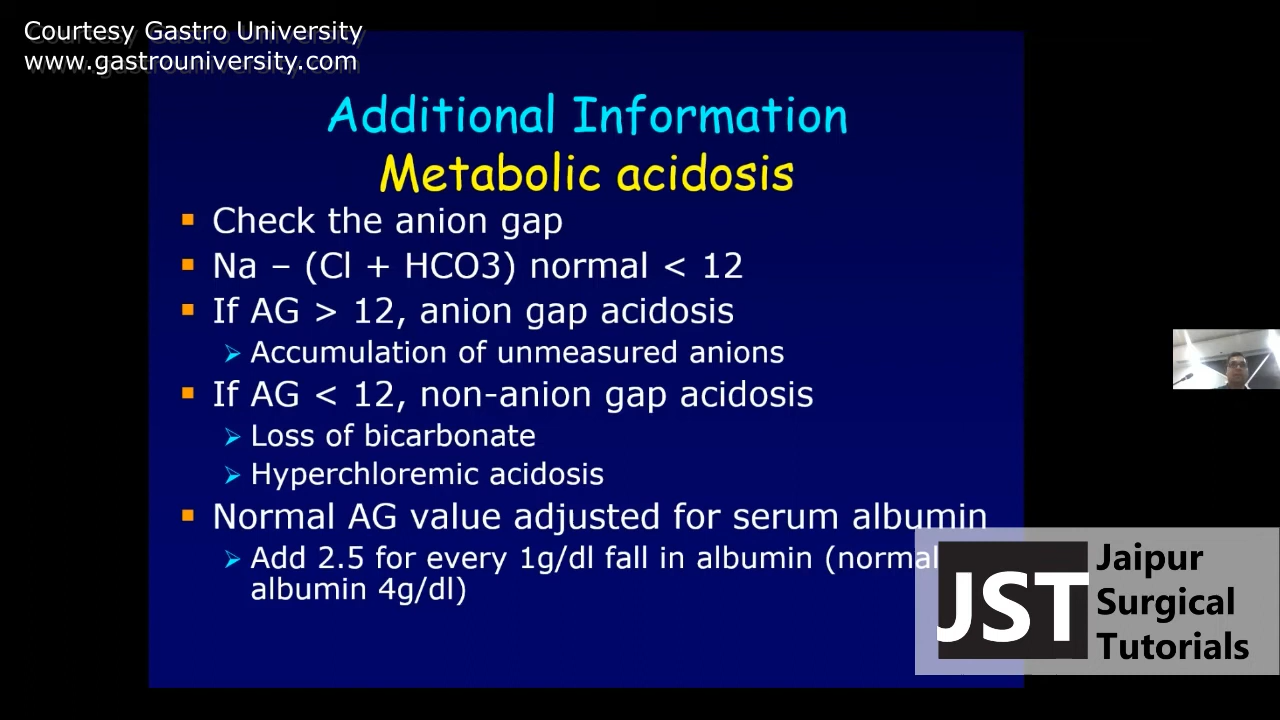 Courtesy Gastro University
www.gastrouniversity.com
Additional Information
Metabolic acidosis
Check the anion gap
Na – (Cl + HCO3) normal < 12
If AG > 12, anion gap acidosis
Accumulation of unmeasured anions
If AG < 12, non-anion gap acidosis
Loss of bicarbonate
Hyperchloremic acidosis
Normal AG value adjusted for serum albumin
Add 2.5 for every 1g/dl fall in albumin (normal
albumin 4g/dl)
JST
Jaipur
Surgical
Tutorials